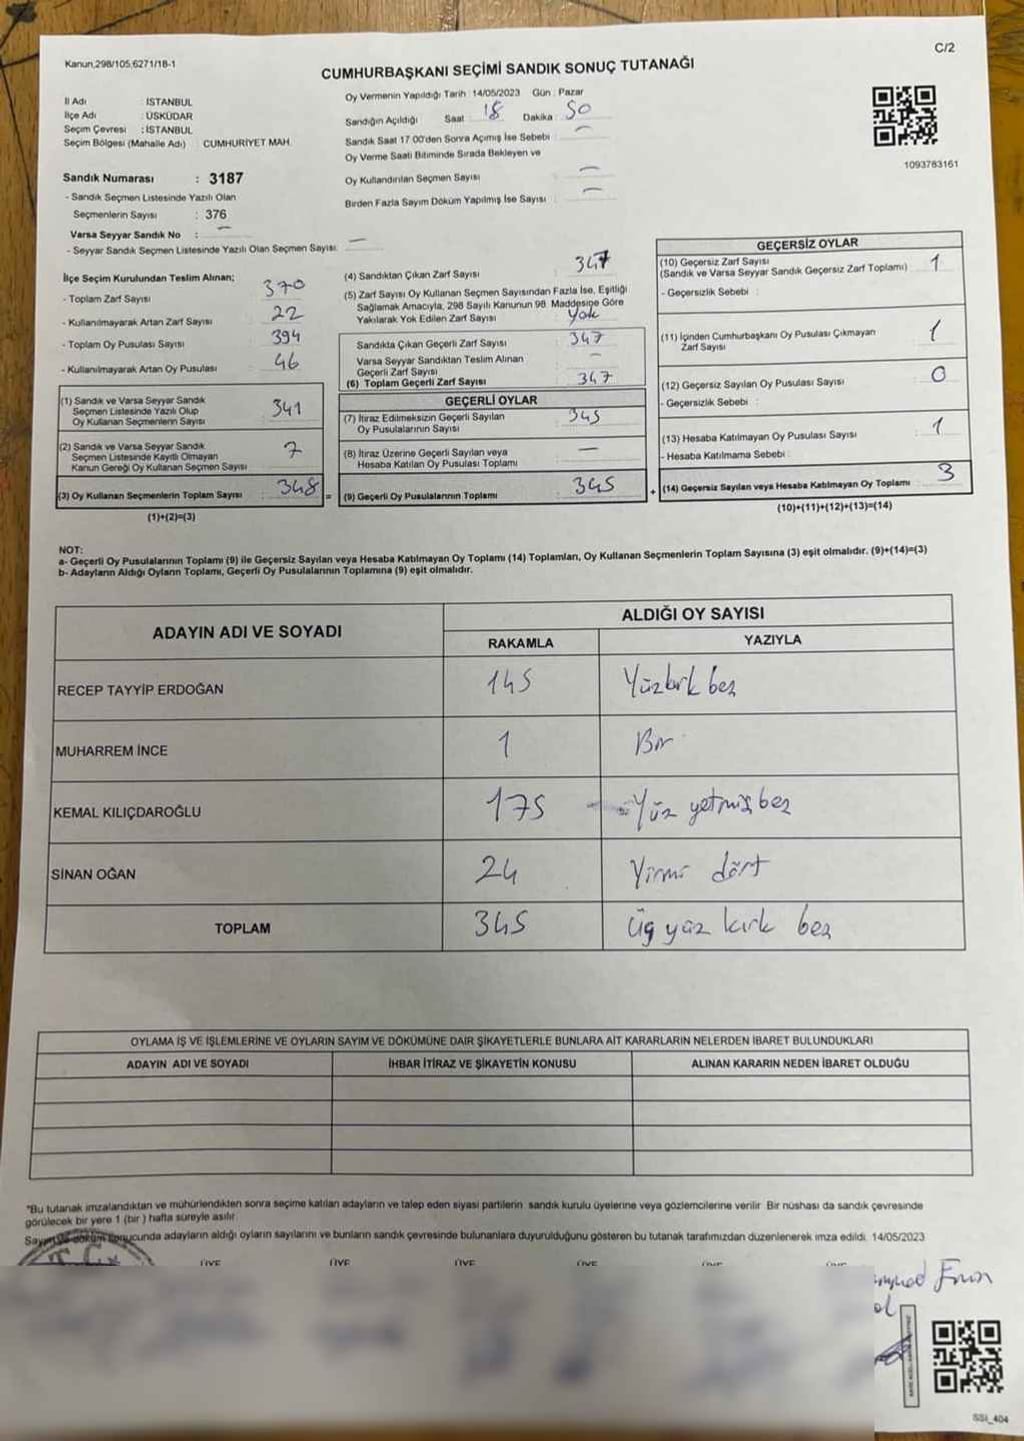 Kanun,298/105,6271/18-1
C/2
CUMHURBAŞKANI SEÇİMİ SANDIK SONUÇ TUTANAĞI
İl Adı : İSTANBUL
İlçe Adı : ÜSKÜDAR
Seçim Çevresi : İSTANBUL
Seçim Bölgesi (Mahalle Adı) : CUMHURİYET MAH.
Sandık Numarası : 3187
- Sandık Seçmen Listesinde Yazılı Olan
Seçmenlerin Sayısı : 376
Varsa Seyyar Sandık No : –
- Seyyar Sandık Seçmen Listesinde Yazılı Olan Seçmen Sayısı: –
Oy Vermenin Yapıldığı Tarih : 14/05/2023 Gün : Pazar
Sandığın Açıldığı Saat : 18 Dakika : 50
Sandık Saat 17:00'den Sonra Açımış İse Sebebi : –
Oy Verme Saati Bitiminde Sırada Bekleyen ve
Oy Kullandırılan Seçmen Sayısı : –
Birden Fazla Sayım Döküm Yapılmış İse Sayısı : –
1093783161
İlçe Seçim Kurulundan Teslim Alınan;
- Toplam Zarf Sayısı : 370
- Kullanılmayarak Artan Zarf Sayısı : 22
- Toplam Oy Pusulası Sayısı : 394
- Kullanılmayarak Artan Oy Pusulası : 46
(1) Sandık ve Varsa Seyyar Sandık
Seçmen Listesinde Yazılı Olup
Oy Kullanan Seçmenlerin Sayısı : 341
(2) Sandık ve Varsa Seyyar Sandık
Seçmen Listesinde Kayıtlı Olmayan
Kanun Gereği Oy Kullanan Seçmen Sayısı : 7
(3) Oy Kullanan Seçmenlerin Toplam Sayısı : 348 =
(1)+(2)=(3)
(4) Sandıktan Çıkan Zarf Sayısı : 347
(5) Zarf Sayısı Oy Kullanan Seçmen Sayısından Fazla İse, Eşitliği
Sağlamak Amacıyla, 298 Sayılı Kanunun 98. Maddesine Göre
Yakılarak Yok Edilen Zarf Sayısı : Yok
Sandıkta Çıkan Geçerli Zarf Sayısı : 347
Varsa Seyyar Sandıktan Teslim Alınan
Geçerli Zarf Sayısı : –
(6) Toplam Geçerli Zarf Sayısı : 347
GEÇERLİ OYLAR
(7) İtiraz Edilmeksizin Geçerli Sayılan
Oy Pusulalarının Sayısı : 345
(8) İtiraz Üzerine Geçerli Sayılan veya
Hesaba Katılan Oy Pusulası Toplamı : –
(9) Geçerli Oy Pusulalarının Toplamı : 345 +
GEÇERSİZ OYLAR
(10) Geçersiz Zarf Sayısı
(Sandık ve Varsa Seyyar Sandık Geçersiz Zarf Toplamı) : 1
- Geçersizlik Sebebi :
(11) İçinden Cumhurbaşkanı Oy Pusulası Çıkmayan
Zarf Sayısı : 1
(12) Geçersiz Sayılan Oy Pusulası Sayısı : 0
- Geçersizlik Sebebi :
(13) Hesaba Katılmayan Oy Pusulası Sayısı : 1
- Hesaba Katılmama Sebebi :
(14) Geçersiz Sayılan veya Hesaba Katılmayan Oy Toplamı : 3
(10)+(11)+(12)+(13)=(14)
NOT:
a- Geçerli Oy Pusulalarının Toplamı (9) ile Geçersiz Sayılan veya Hesaba Katılmayan Oy Toplamı (14) Toplamları, Oy Kullanan Seçmenlerin Toplam Sayısına (3) eşit olmalıdır. (9)+(14)=(3)
b- Adayların Aldığı Oyların Toplamı, Geçerli Oy Pusulalarının Toplamına (9) eşit olmalıdır.
ADAYIN ADI VE SOYADI
ALDIĞI OY SAYISI
RAKAMLA YAZIYLA
RECEP TAYYİP ERDOĞAN 145 Yüzkırk beş
MUHARREM İNCE 1 Bir
KEMAL KILIÇDAROĞLU 175 Yüz yetmiş beş
SİNAN OĞAN 24 Yirmi dört
TOPLAM 345 Üç yüz kırk beş
OYLAMA İŞ VE İŞLEMLERİNE VE OYLARIN SAYIM VE DÖKÜMÜNE DAİR ŞİKAYETLERLE BUNLARA AİT KARARLARIN NELERDEN İBARET BULUNDUKLARI
ADAYIN ADI VE SOYADI İHBAR İTİRAZ VE ŞİKAYETİN KONUSU ALINAN KARARIN NEDEN İBARET OLDUĞU
"Bu tutanak imzalandıktan ve mühürlendikten sonra seçime katılan adayların ve talep eden siyasi partilerin sandık kurulu üyelerine veya gözlemcilerine verilir. Bir nüshası da sandık çevresinde
görülecek bir yere 1 (bir) hafta süreyle asılır.
Sayım ve döküm sonucunda adayların aldığı oyların sayılarını ve bunların sandık çevresinde bulunanlara duyurulduğunu gösteren bu tutanak tarafımızdan düzenlenerek imza edildi. 14/05/2023
T.C.
ÜYE ÜYE ÜYE ÜYE ÜYE ÜYE
SSI_404